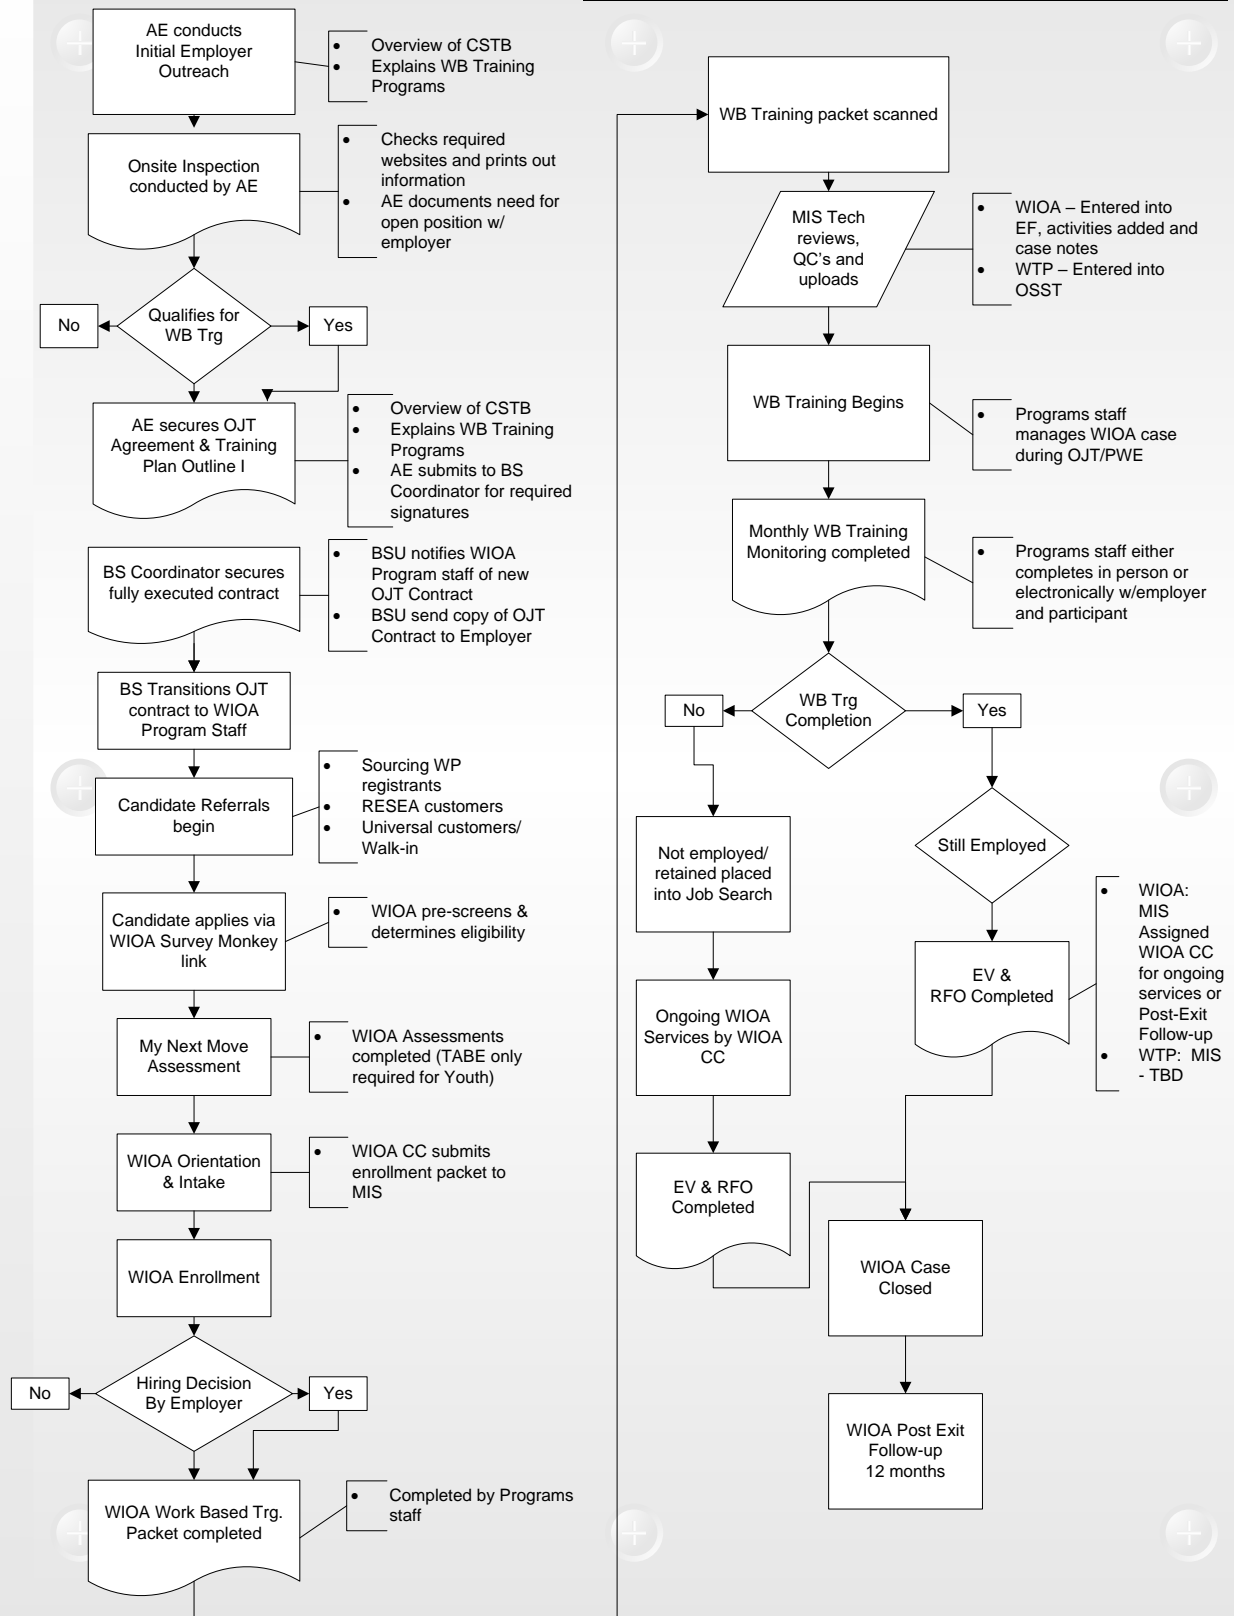 AE conducts
Initial Employer
Outreach
• Overview of CSTB
• Explains WB Training
Programs
Onsite Inspection
conducted by AE
• Checks required
websites and prints out
information
• AE documents need for
open position w/
employer
Qualifies for
WB Trg
No
Yes
AE secures OJT
Agreement & Training
Plan Outline I
• Overview of CSTB
• Explains WB Training
Programs
• AE submits to BS
Coordinator for required
signatures
BS Coordinator secures
fully executed contract
• BSU notifies WIOA
Program staff of new
OJT Contract
• BSU send copy of OJT
Contract to Employer
BS Transitions OJT
contract to WIOA
Program Staff
Candidate Referrals
begin
• Sourcing WP
registrants
• RESEA customers
• Universal customers/
Walk-in
Candidate applies via
WIOA Survey Monkey
link
• WIOA pre-screens &
determines eligibility
My Next Move
Assessment
• WIOA Assessments
completed (TABE only
required for Youth)
WIOA Orientation
& Intake
• WIOA CC submits
enrollment packet to
MIS
WIOA Enrollment
Hiring Decision
By Employer
No
Yes
WIOA Work Based Trg.
Packet completed
• Completed by Programs
staff
WB Training packet scanned
MIS Tech
reviews,
QC's and
uploads
• WIOA – Entered into
EF, activities added and
case notes
• WTP – Entered into
OSST
WB Training Begins
• Programs staff
manages WIOA case
during OJT/PWE
Monthly WB Training
Monitoring completed
• Programs staff either
completes in person or
electronically w/employer
and participant
WB Trg
Completion
No
Yes
Not employed/
retained placed
into Job Search
Still Employed
Ongoing WIOA
Services by WIOA
CC
EV &
RFO Completed
• WIOA:
MIS
Assigned
WIOA CC
for ongoing
services or
Post-Exit
Follow-up
• WTP: MIS
- TBD
EV & RFO
Completed
WIOA Case
Closed
WIOA Post Exit
Follow-up
12 months